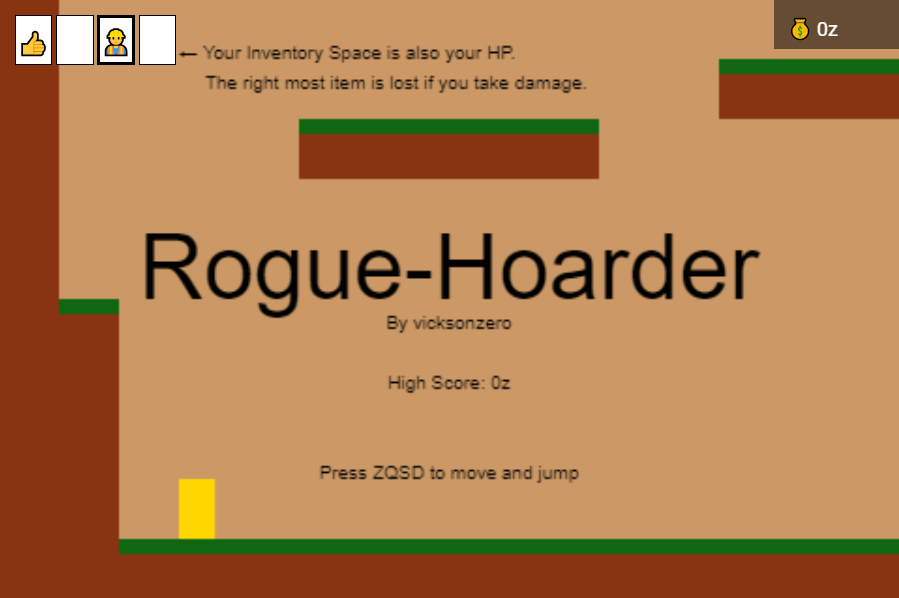 0z
← Your Inventory Space is also your HP.
The right most item is lost if you take damage.
Rogue-Hoarder
By vicksonzero
High Score: 0z
Press ZQSD to move and jump